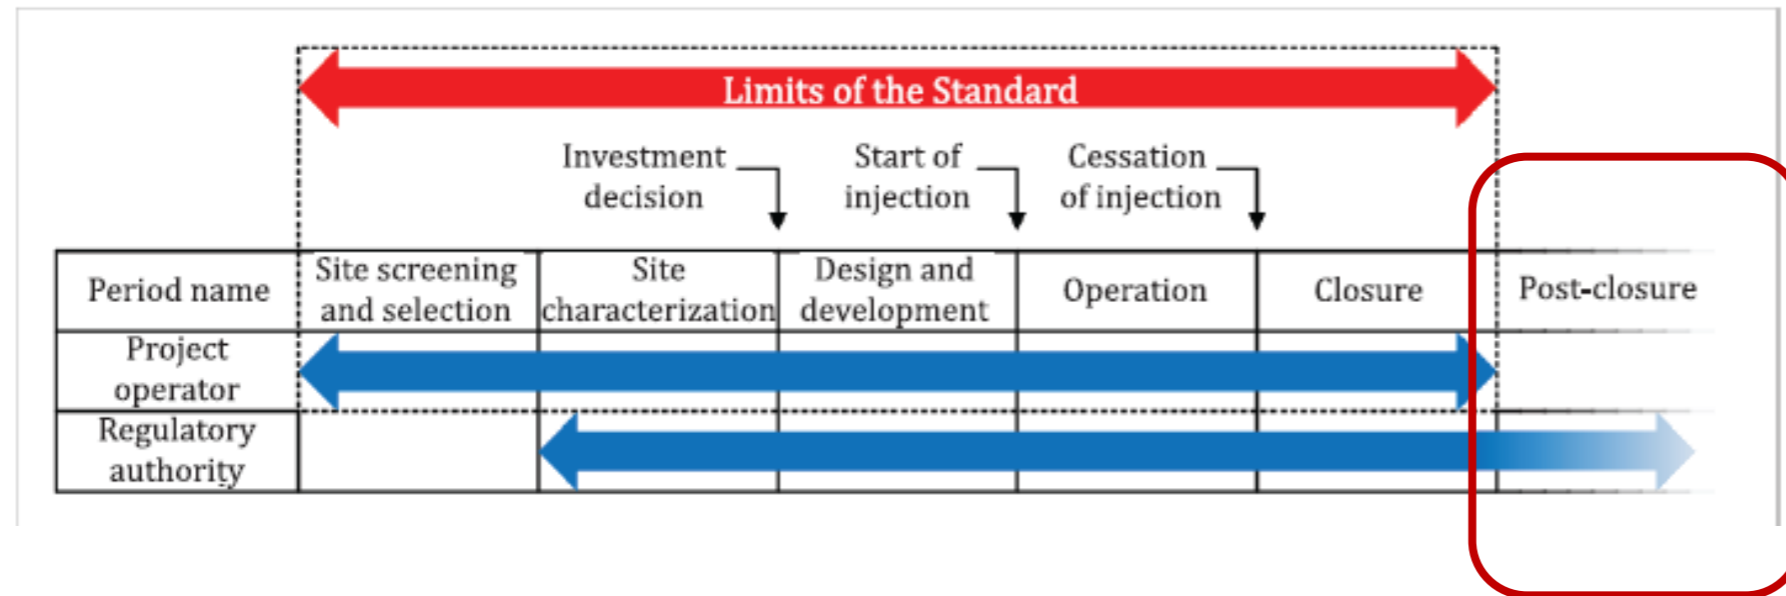 Limits of the Standard
Investment
decision
Start of
injection
Cessation
of injection
Period name
Site screening
and selection
Site
characterization
Design and
development
Operation
Closure
Post-closure
Project
operator
Regulatory
authority